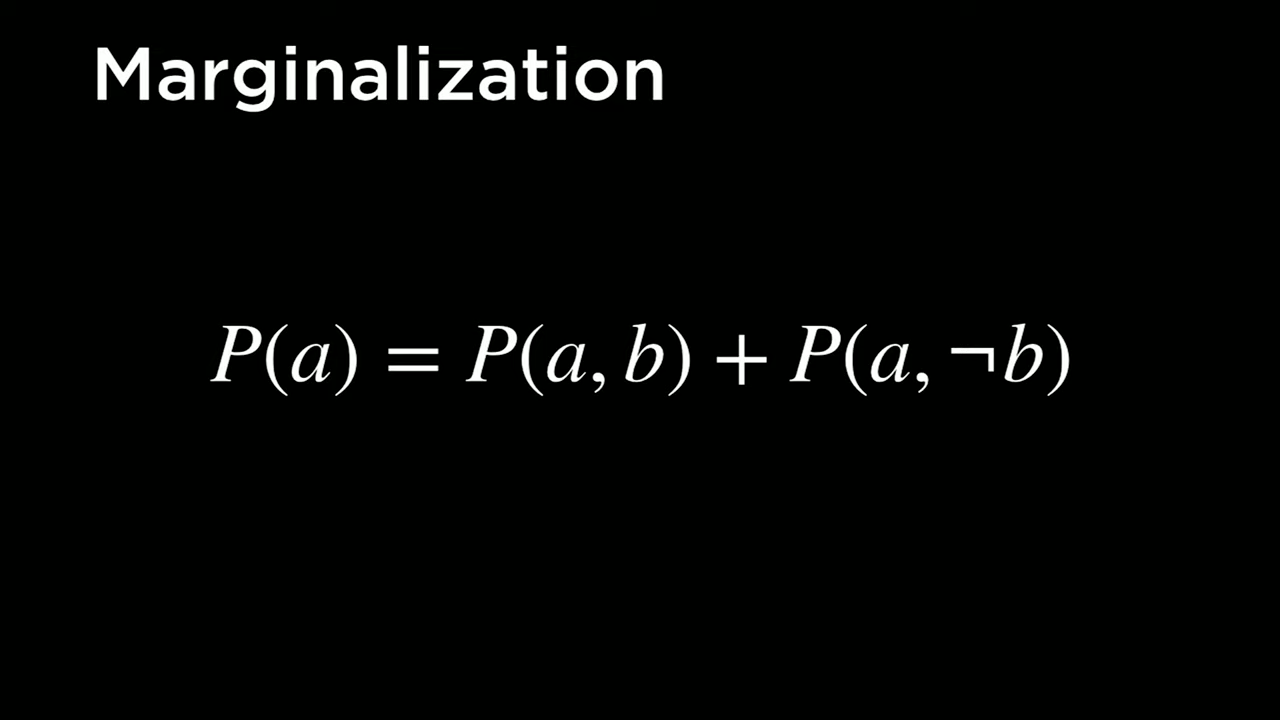 Marginalization
P(a) = P(a, b) + P(a, ¬b)